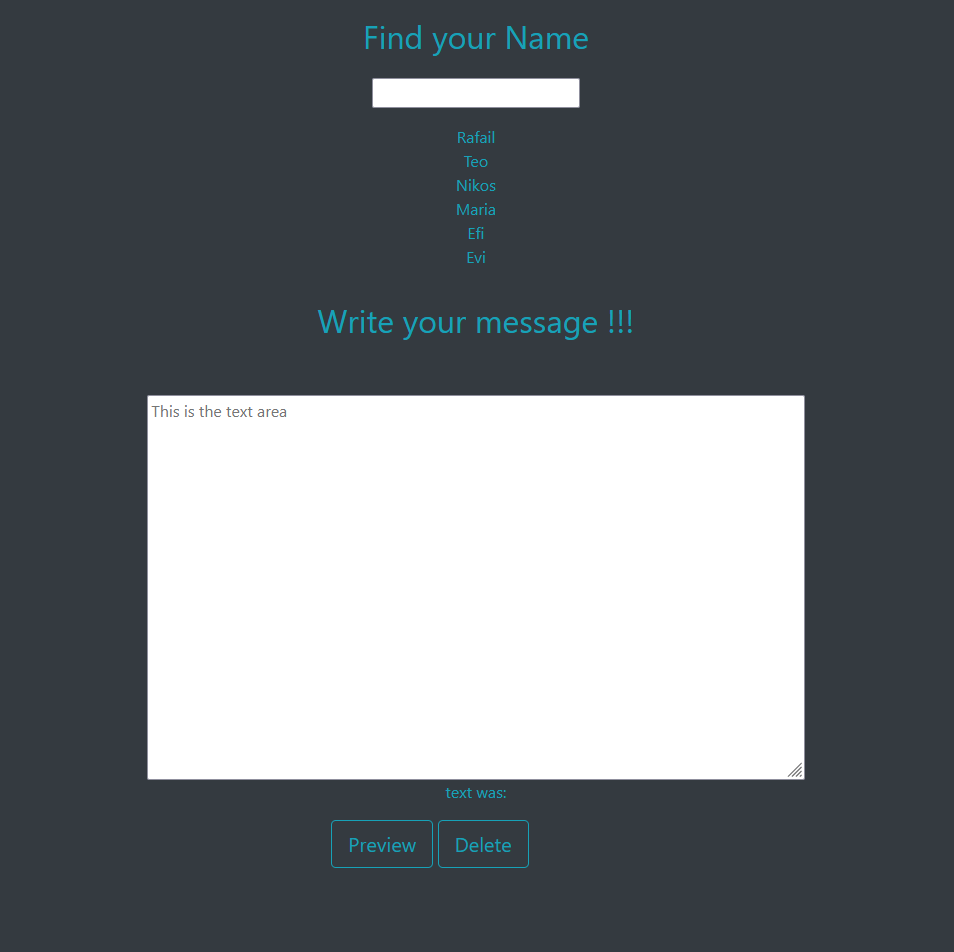 Find your Name
Rafail
Teo
Nikos
Maria
Efi
Evi
Write your message !!!
This is the text area
text was:
Preview Delete